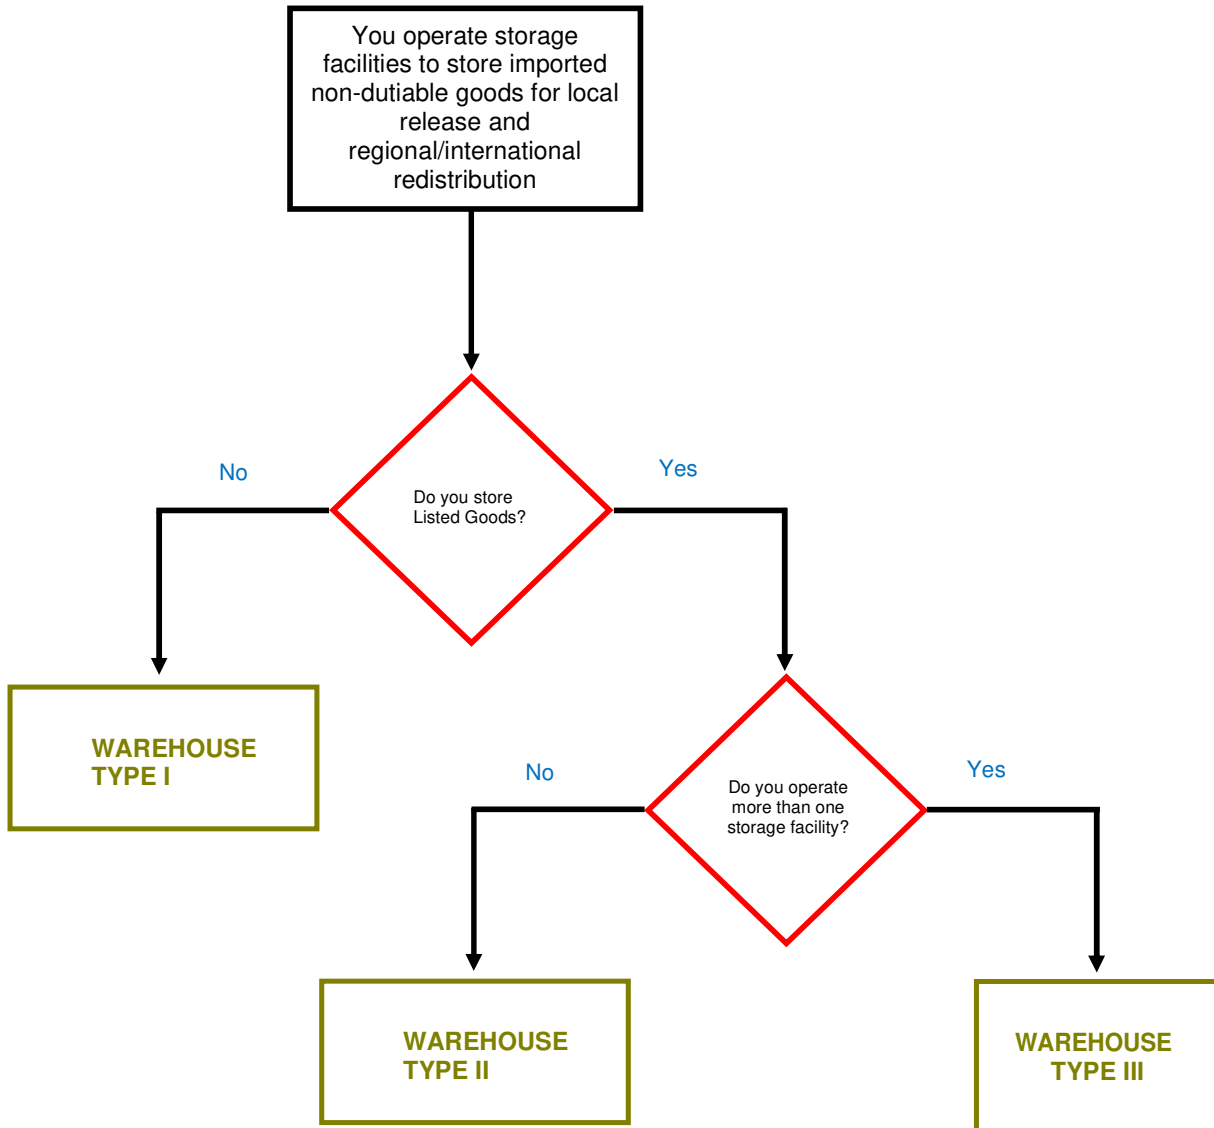 You operate storage
facilities to store imported
non-dutiable goods for local
release and
regional/international
redistribution
No
Yes
Do you store
Listed Goods?
WAREHOUSE
TYPE I
No
Yes
Do you operate
more than one
storage facility?
WAREHOUSE
TYPE II
WAREHOUSE
TYPE III